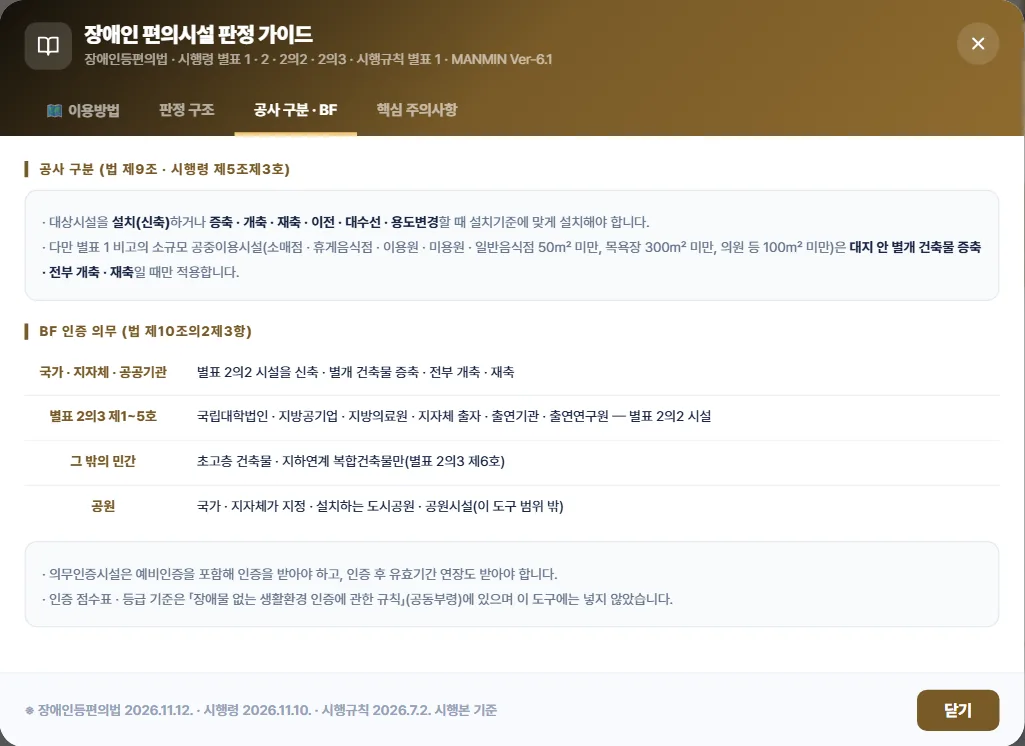 장애인 편의시설 판정 가이드
장애인등편의법 · 시행령 별표 1 · 2 · 2의2 · 2의3 · 시행규칙 별표 1 · MANMIN Ver-6.1
이용방법 판정 구조 공사 구분 · BF 핵심 주의사항
공사 구분 (법 제9조 · 시행령 제5조제3호)
· 대상시설을 설치(신축)하거나 증축 · 개축 · 재축 · 이전 · 대수선 · 용도변경할 때 설치기준에 맞게 설치해야 합니다.
· 다만 별표 1 비고의 소규모 공중이용시설(소매점 · 휴게음식점 · 이용원 · 미용원 · 일반음식점 50m² 미만, 목욕장 300m² 미만, 의원 등 100m² 미만)은 대지 안 별개 건축물 증축
· 전부 개축 · 재축일 때만 적용합니다.
BF 인증 의무 (법 제10조의2제3항)
국가 · 지자체 · 공공기관 별표 2의2 시설을 신축 · 별개 건축물 증축 · 전부 개축 · 재축
별표 2의3 제1~5호 국립대학법인 · 지방공기업 · 지방의료원 · 지자체 출자 · 출연기관 · 출연연구원 — 별표 2의2 시설
그 밖의 민간 초고층 건축물 · 지하연계 복합건축물만(별표 2의3 제6호)
공원 국가 · 지자체가 지정 · 설치하는 도시공원 · 공원시설(이 도구 범위 밖)
· 의무인증시설은 예비인증을 포함해 인증을 받아야 하고, 인증 후 유효기간 연장도 받아야 합니다.
· 인증 점수표 · 등급 기준은 「장애물 없는 생활환경 인증에 관한 규칙」(공동부령)에 있으며 이 도구에는 넣지 않았습니다.
※ 장애인등편의법 2026.11.12. · 시행령 2026.11.10. · 시행규칙 2026.7.2. 시행본 기준
닫기